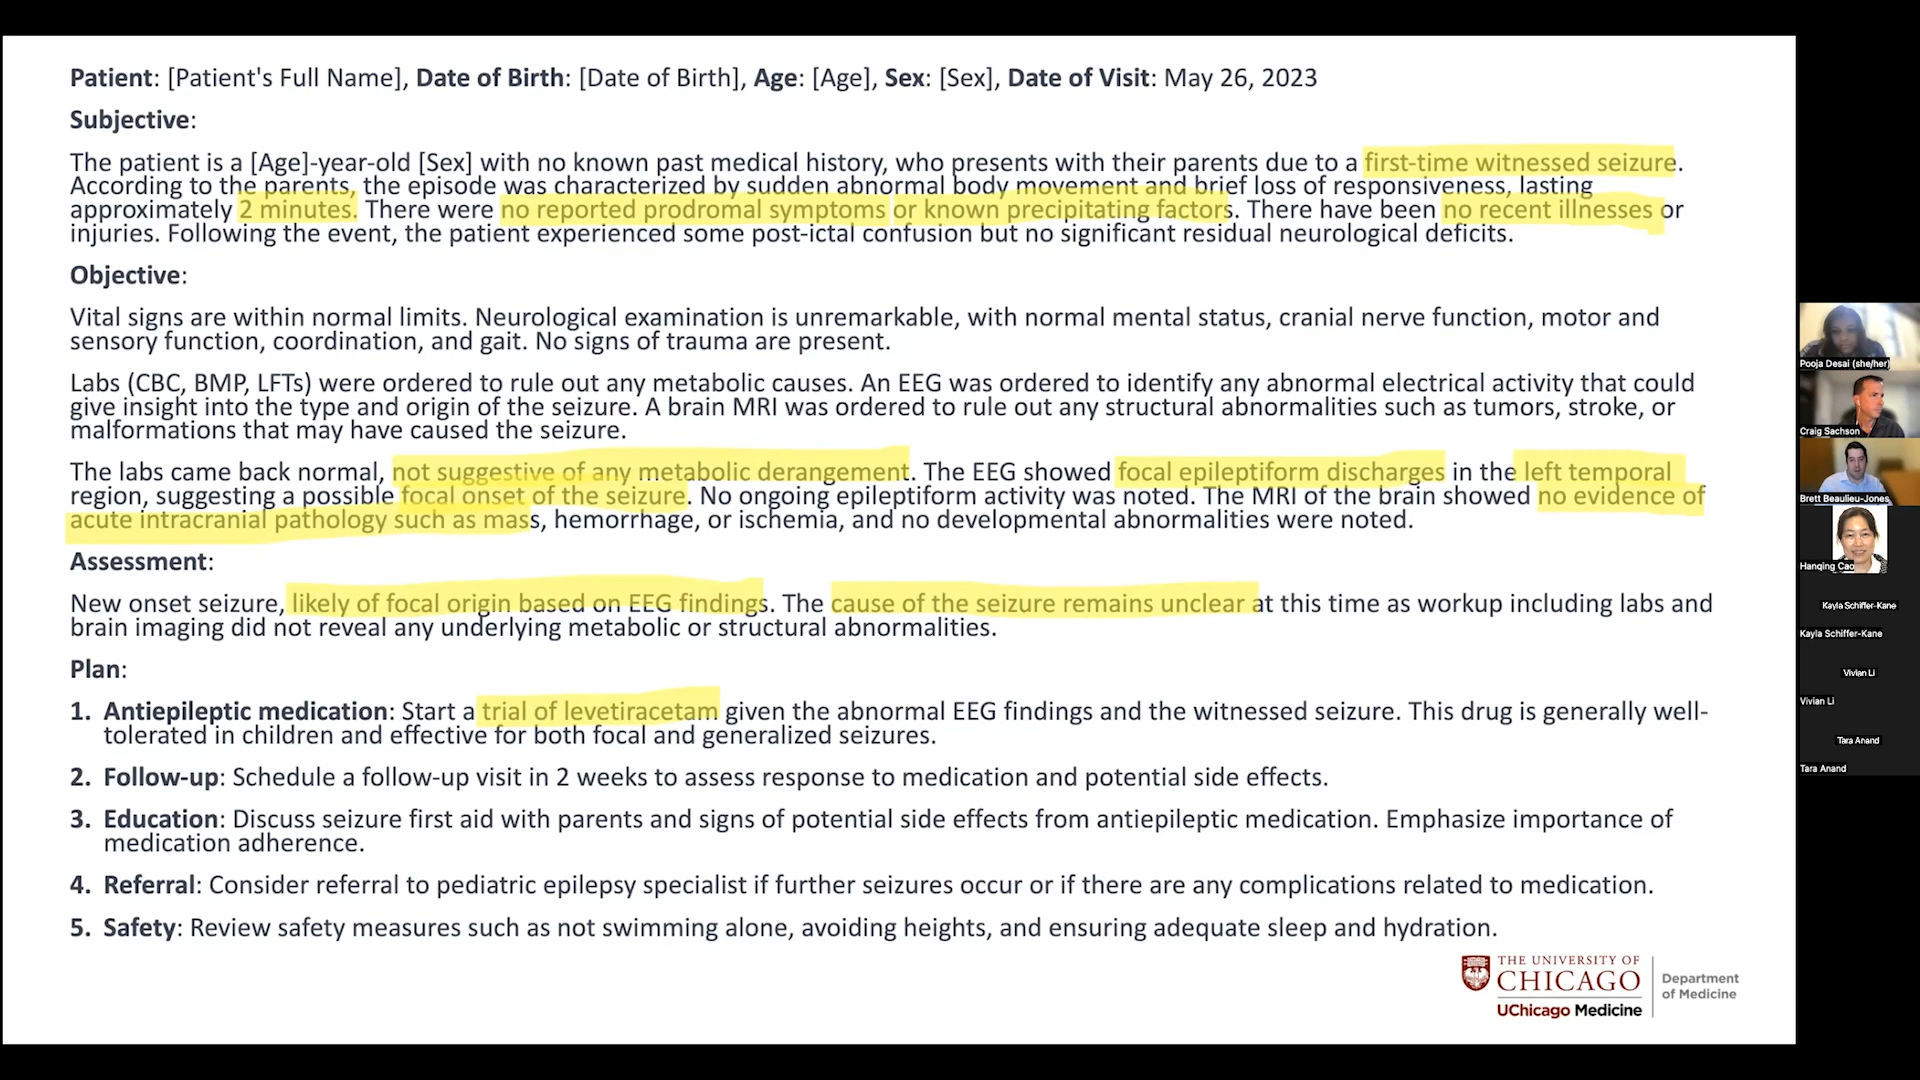 Patient: [Patient's Full Name], Date of Birth: [Date of Birth], Age: [Age], Sex: [Sex], Date of Visit: May 26, 2023
Subjective:
The patient is a [Age]-year-old [Sex] with no known past medical history, who presents with their parents due to a first-time witnessed seizure.
According to the parents, the episode was characterized by sudden abnormal body movement and brief loss of responsiveness, lasting
approximately 2 minutes. There were no reported prodromal symptoms or known precipitating factors. There have been no recent illnesses or
injuries. Following the event, the patient experienced some post-ictal confusion but no significant residual neurological deficits.
Objective:
Vital signs are within normal limits. Neurological examination is unremarkable, with normal mental status, cranial nerve function, motor and
sensory function, coordination, and gait. No signs of trauma are present.
Labs (CBC, BMP, LFTs) were ordered to rule out any metabolic causes. An EEG was ordered to identify any abnormal electrical activity that could
give insight into the type and origin of the seizure. A brain MRI was ordered to rule out any structural abnormalities such as tumors, stroke, or
malformations that may have caused the seizure.
The labs came back normal, not suggestive of any metabolic derangement. The EEG showed focal epileptiform discharges in the left temporal
region, suggesting a possible focal onset of the seizure. No ongoing epileptiform activity was noted. The MRI of the brain showed no evidence of
acute intracranial pathology such as mass, hemorrhage, or ischemia, and no developmental abnormalities were noted.
Assessment:
New onset seizure, likely of focal origin based on EEG findings. The cause of the seizure remains unclear at this time as workup including labs and
brain imaging did not reveal any underlying metabolic or structural abnormalities.
Plan:
1. Antiepileptic medication: Start a trial of levetiracetam given the abnormal EEG findings and the witnessed seizure. This drug is generally well-
tolerated in children and effective for both focal and generalized seizures.
2. Follow-up: Schedule a follow-up visit in 2 weeks to assess response to medication and potential side effects.
3. Education: Discuss seizure first aid with parents and signs of potential side effects from antiepileptic medication. Emphasize importance of
medication adherence.
4. Referral: Consider referral to pediatric epilepsy specialist if further seizures occur or if there are any complications related to medication.
5. Safety: Review safety measures such as not swimming alone, avoiding heights, and ensuring adequate sleep and hydration.
THE UNIVERSITY OF
CHICAGO
UChicago Medicine
Department
of Medicine
Pooja Desai (she/her)
Craig Sachson
Brett Beaulieu-Jones
Hanqing Cao
Kayla Schiffer-Kane
Kayla Schiffer-Kane
Vivian Li
Vivian Li
Tara Anand
Tara Anand